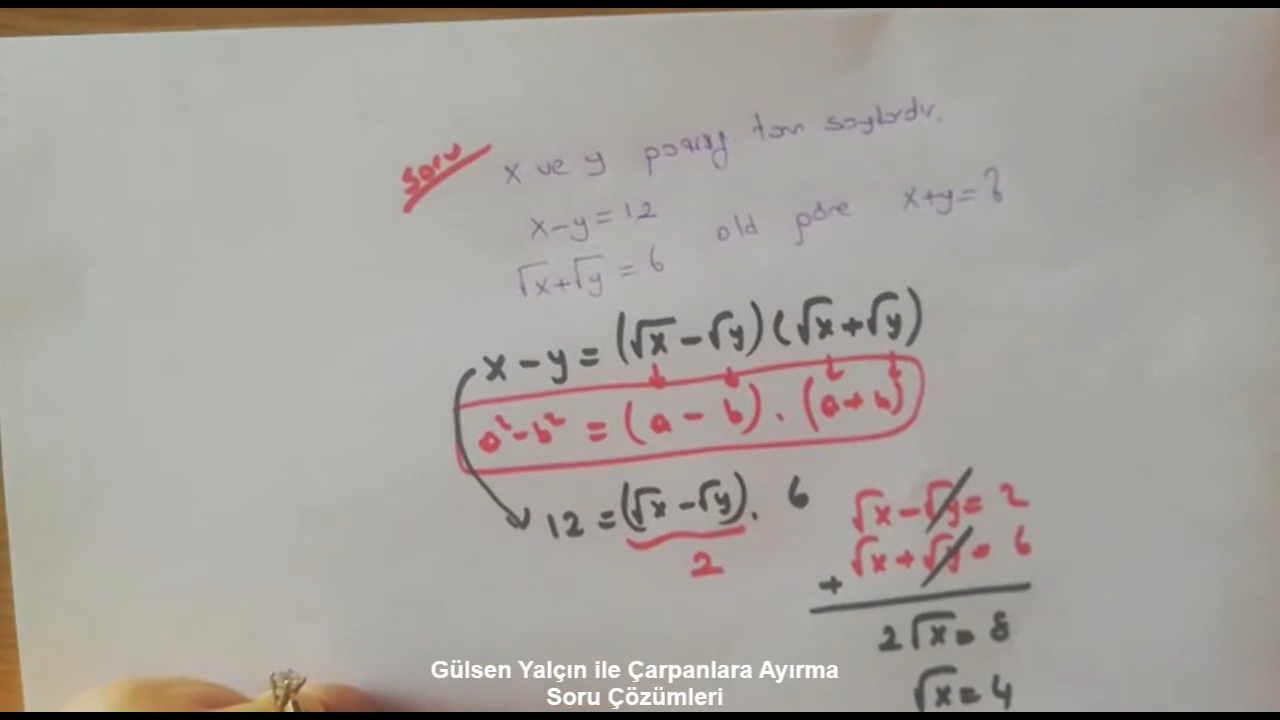 Soru
x ve y pozitif tam sayılardır.
x-y=12
√x+√y=6 old göre x+y=?
x-y=(√x-√y)(√x+√y)
a²-b²=(a-b).(a+b)
12=(√x-√y).6
2
√x-√y=2
√x+√y=6
+
2√x=8
√x=4
Gülsen Yalçın ile Çarpanlara Ayırma
Soru Çözümleri